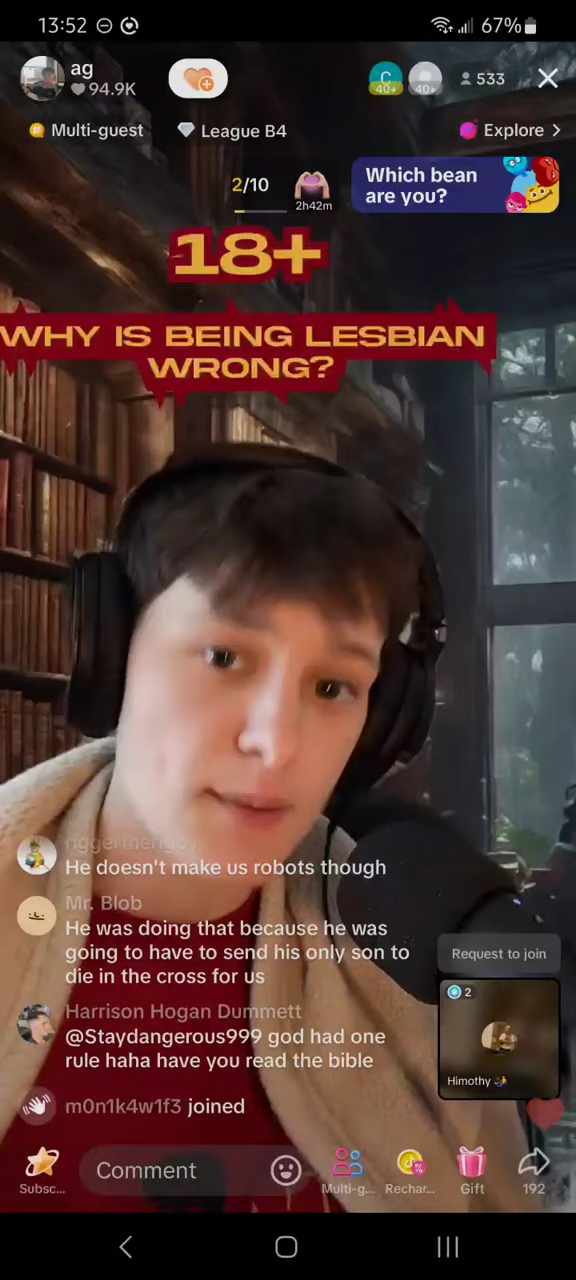 13:52
67%
ag
94.9K
C
40+
40+
533
Multi-guest
League B4
Explore
2/10
2h42m
Which bean
are you?
18+
WHY IS BEING LESBIAN
WRONG?
He doesn't make us robots though
Mr. Blob
He was doing that because he was
going to have to send his only son to
die in the cross for us
Harrison Hogan Dummett
@Staydangerous999 god had one
rule haha have you read the bible
m0n1k4w1f3 joined
Request to join
2
Himothy
Comment
Subsc...
Multi-g...
Rechar...
Gift
192